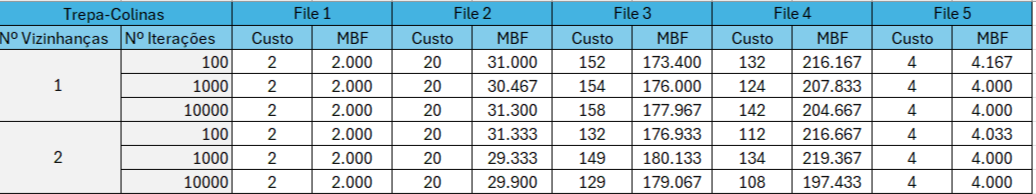 Trepa-Colinas File 1 File 2 File 3 File 4 File 5
Nº Vizinhanças Nº Iterações Custo MBF Custo MBF Custo MBF Custo MBF Custo MBF
100 2 2.000 20 31.000 152 173.400 132 216.167 4 4.167
1 1000 2 2.000 20 30.467 154 176.000 124 207.833 4 4.000
10000 2 2.000 20 31.300 158 177.967 142 204.667 4 4.000
100 2 2.000 20 31.333 132 176.933 112 216.667 4 4.033
2 1000 2 2.000 20 29.333 149 180.133 134 219.367 4 4.000
10000 2 2.000 20 29.900 129 179.067 108 197.433 4 4.000